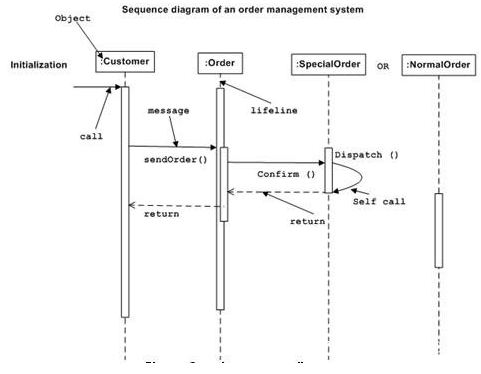 Sequence diagram of an order management system
Object
Initialization
:Customer
:Order
:SpecialOrder
OR
:NormalOrder
message
lifeline
call
sendOrder()
Dispatch ()
Confirm ()
Self call
return
return